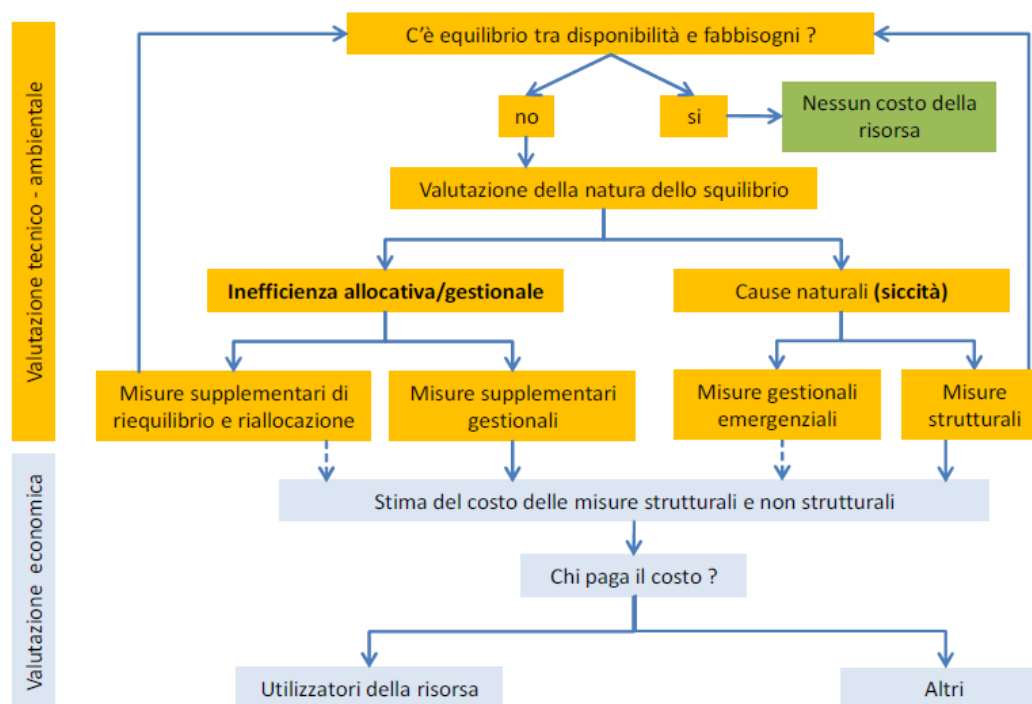 Valutazione tecnico - ambientale
C'è equilibrio tra disponibilità e fabbisogni ?
no
si
Nessun costo della
risorsa
Valutazione della natura dello squilibrio
Inefficienza allocativa/gestionale
Cause naturali (siccità)
Misure supplementari di
riequilibrio e riallocazione
Misure supplementari
gestionali
Misure gestionali
emergenziali
Misure
strutturali
Valutazione economica
Stima del costo delle misure strutturali e non strutturali
Chi paga il costo ?
Utilizzatori della risorsa
Altri